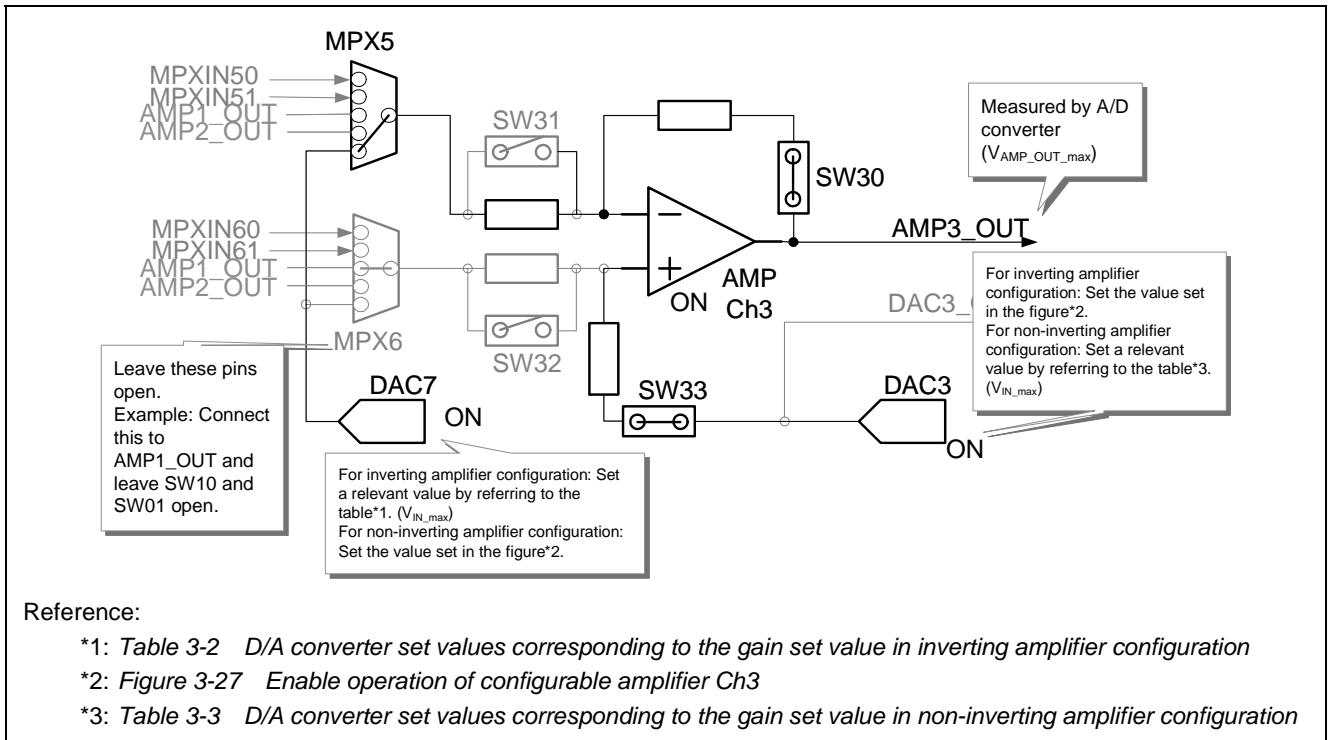 MPX5
MPXIN50
MPXIN51
AMP1_OUT
AMP2_OUT
SW31
SW30
Measured by A/D
converter
(VAMP_OUT_max)
MPXIN60
MPXIN61
AMP1_OUT
AMP2_OUT
MPX6
SW32
AMP
Ch3
ON
AMP3_OUT
DAC3_
For inverting amplifier
configuration: Set the value set
in the figure*2.
For non-inverting amplifier
configuration: Set a relevant
value by referring to the table*3.
(VIN_max)
Leave these pins
open.
Example: Connect
this to
AMP1_OUT and
leave SW10 and
SW01 open.
DAC7
ON
SW33
DAC3
ON
For inverting amplifier configuration: Set
a relevant value by referring to the
table*1. (VIN_max)
For non-inverting amplifier configuration:
Set the value set in the figure*2.
Reference:
*1: Table 3-2 D/A converter set values corresponding to the gain set value in inverting amplifier configuration
*2: Figure 3-27 Enable operation of configurable amplifier Ch3
*3: Table 3-3 D/A converter set values corresponding to the gain set value in non-inverting amplifier configuration